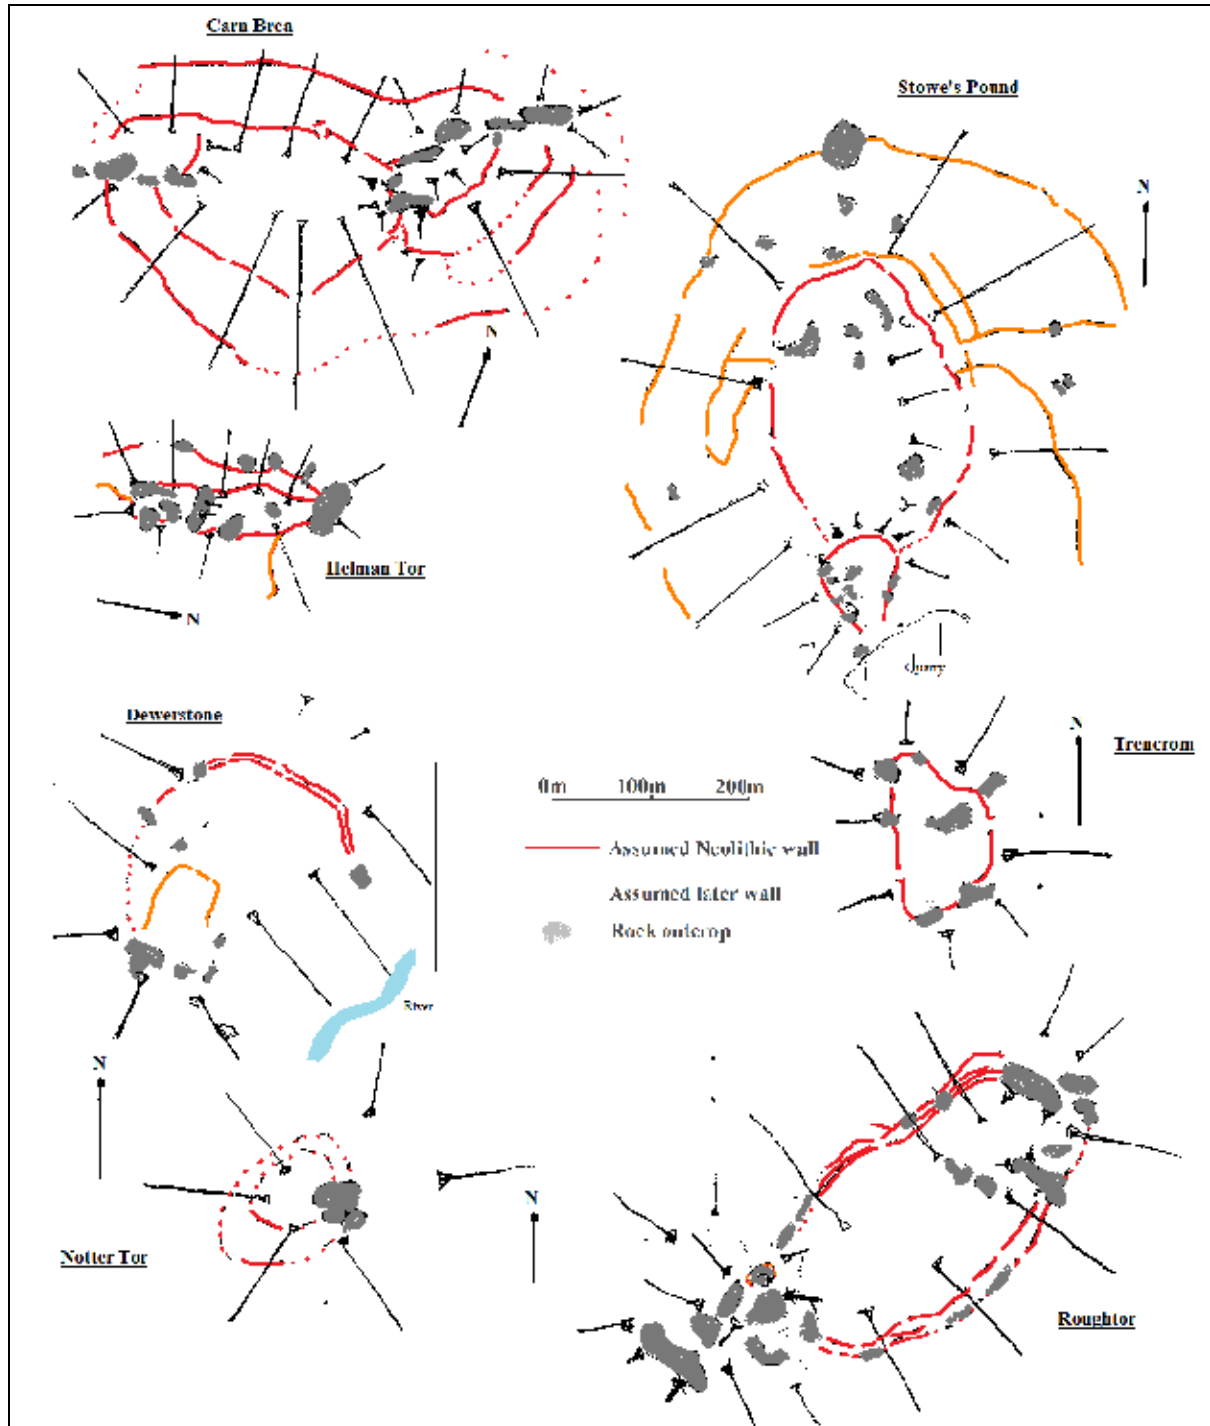 Carn Brea
Stowe's Pound
N
N
Helman Tor
N
Quarry
Dewerstone
N
Trencrom
0m 100m 200m
Assumed Neolithic wall
Assumed later wall
Rock outcrop
River
N
N
Notter Tor
Roughtor